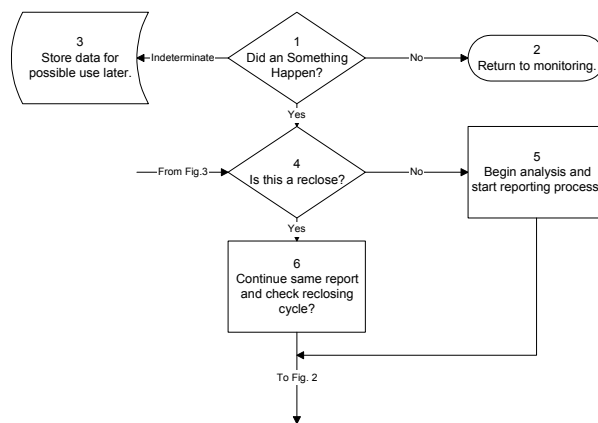 3
Store data for
possible use later.
Indeterminate
1
Did an Something
Happen?
No
2
Return to monitoring.
Yes
From Fig.3
4
Is this a reclose?
No
5
Begin analysis and
start reporting process.
Yes
6
Continue same report
and check reclosing
cycle?
To Fig. 2